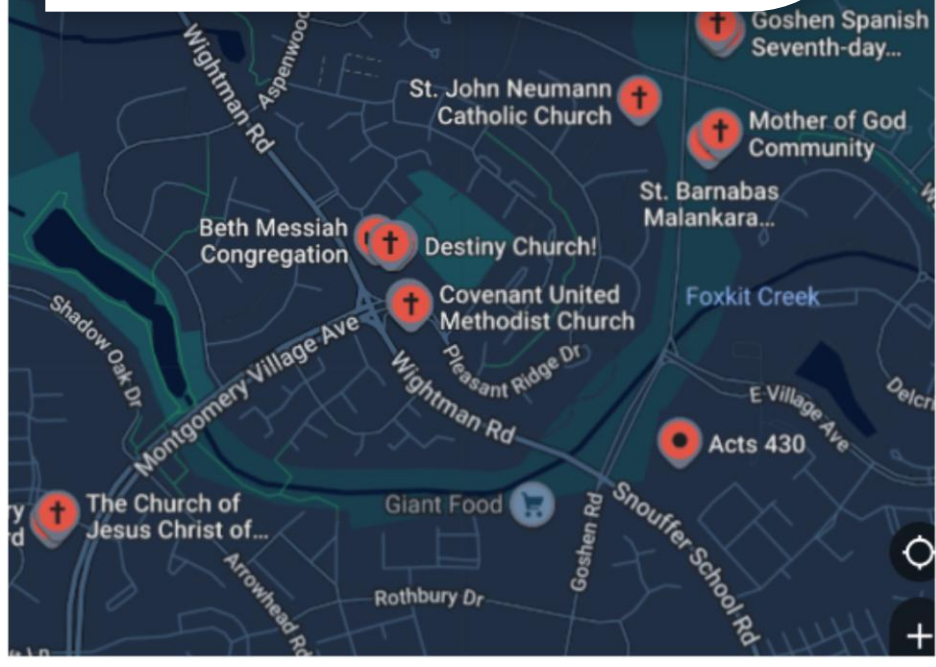 Goshen Spanish
Seventh-day...
Wightman Rd
Aspenwood
St. John Neumann
Catholic Church
Mother of God
Community
St. Barnabas
Malankara...
Beth Messiah
Congregation
Destiny Church!
Foxkit Creek
Covenant United
Methodist Church
Shadow Oak Dr
Montgomery Village Ave
Pleasant Ridge Dr
Wightman Rd
E Village Ave
Acts 430
Giant Food
The Church of
Jesus Christ of...
Goshen Rd
Snouffer School Rd
Arrowhead Rd
Rothbury Dr